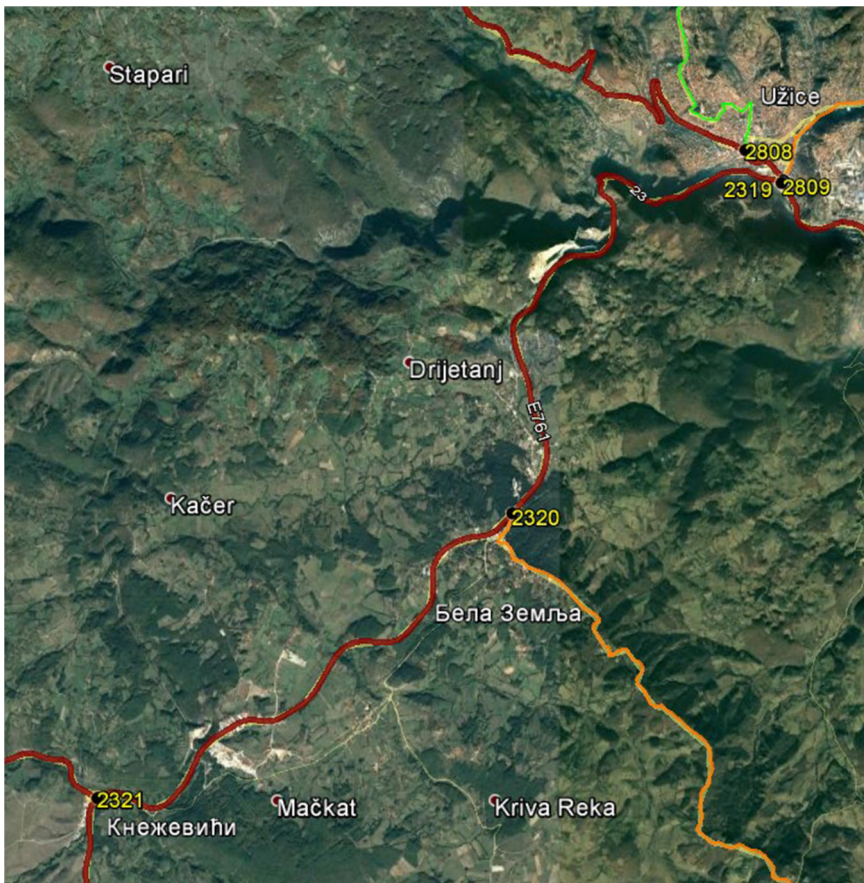 Stapari
Užice
2808
23
2319
2809
Drijetanj
E761
Kačer
2320
Бела Земља
2321
Mačkat
Kriva Reka
Кнежевићи